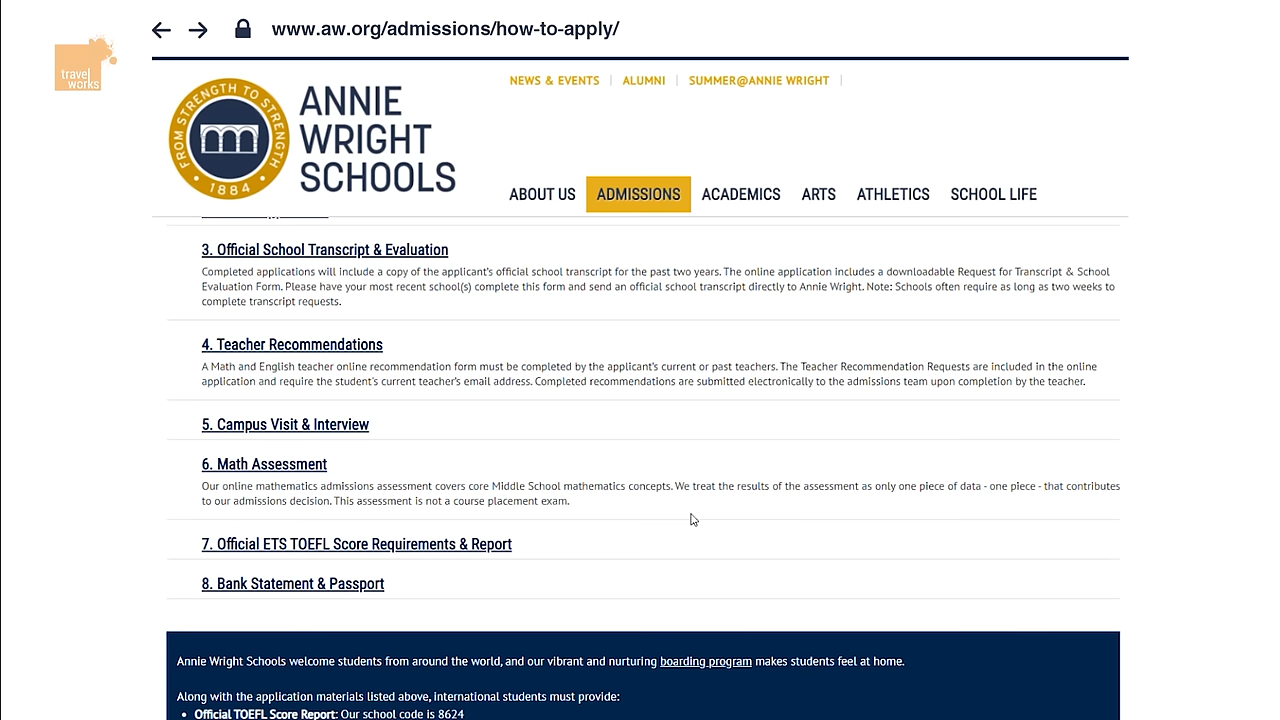 travel
works
www.aw.org/admissions/how-to-apply/
FROM STRENGTH TO STRENGTH
• 1884 •
ANNIE
WRIGHT
SCHOOLS
NEWS & EVENTS | ALUMNI | SUMMER@ANNIE WRIGHT |
ABOUT US ADMISSIONS ACADEMICS ARTS ATHLETICS SCHOOL LIFE
3. Official School Transcript & Evaluation
Completed applications will include a copy of the applicant's official school transcript for the past two years. The online application includes a downloadable Request for Transcript & School
Evaluation Form. Please have your most recent school(s) complete this form and send an official school transcript directly to Annie Wright. Note: Schools often require as long as two weeks to
complete transcript requests.
4. Teacher Recommendations
A Math and English teacher online recommendation form must be completed by the applicant's current or past teachers. The Teacher Recommendation Requests are included in the online
application and require the student's current teacher's email address. Completed recommendations are submitted electronically to the admissions team upon completion by the teacher.
5. Campus Visit & Interview
6. Math Assessment
Our online mathematics admissions assessment covers core Middle School mathematics concepts. We treat the results of the assessment as only one piece of data - one piece - that contributes
to our admissions decision. This assessment is not a course placement exam.
7. Official ETS TOEFL Score Requirements & Report
8. Bank Statement & Passport
Annie Wright Schools welcome students from around the world, and our vibrant and nurturing boarding program makes students feel at home.
Along with the application materials listed above, international students must provide:
• Official TOEFL Score Report: Our school code is 8624